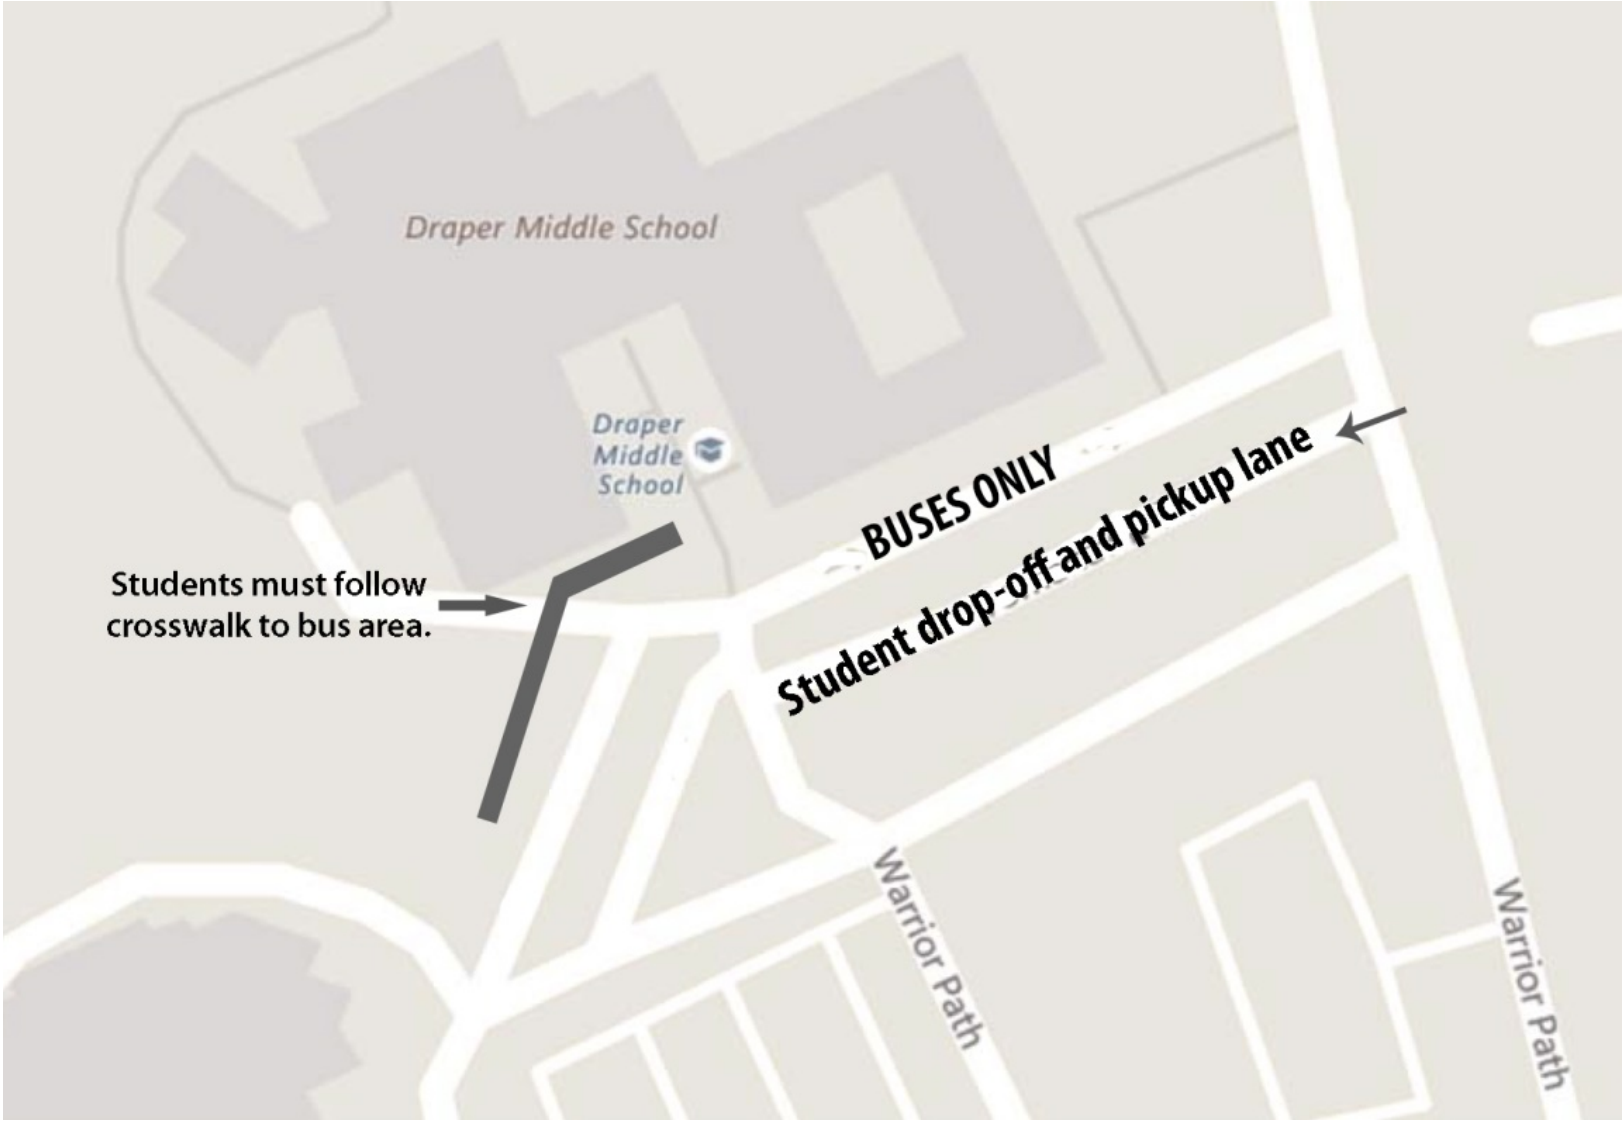 Draper Middle School
Draper
Middle
School
BUSES ONLY
Student drop-off and pickup lane
Students must follow
crosswalk to bus area.
Warrior Path
Warrior Path